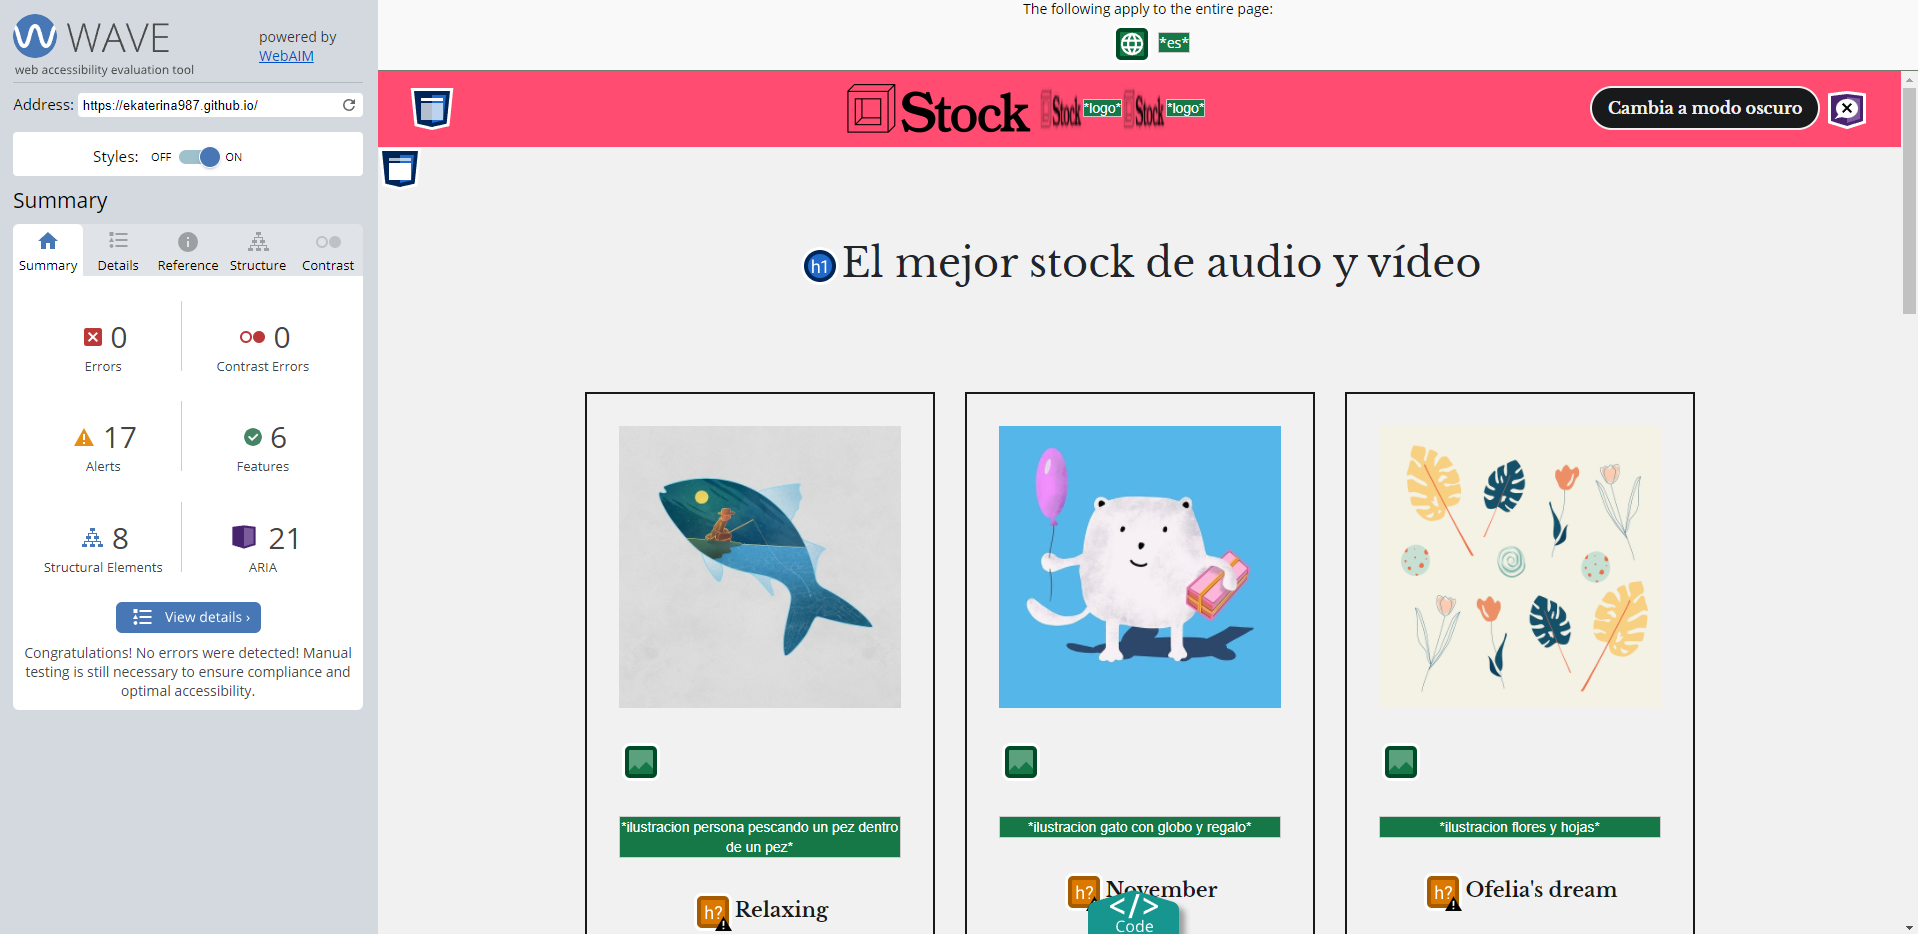 WAVE
web accessibility evaluation tool
powered by
WebAIM
Address: https://ekaterina987.github.io/
Styles: OFF ON
Summary
Summary Details Reference Structure Contrast
0
Errors
0
Contrast Errors
17
Alerts
6
Features
8
Structural Elements
21
ARIA
View details ›
Congratulations! No errors were detected! Manual
testing is still necessary to ensure compliance and
optimal accessibility.
The following apply to the entire page:
*es*
Stock Stock *logo* Stock *logo*
Cambia a modo oscuro
h1 El mejor stock de audio y vídeo
*ilustracion persona pescando un pez dentro
de un pez*
h? Relaxing
*ilustracion gato con globo y regalo*
h? November
*ilustracion flores y hojas*
h? Ofelia's dream
</> 
Code